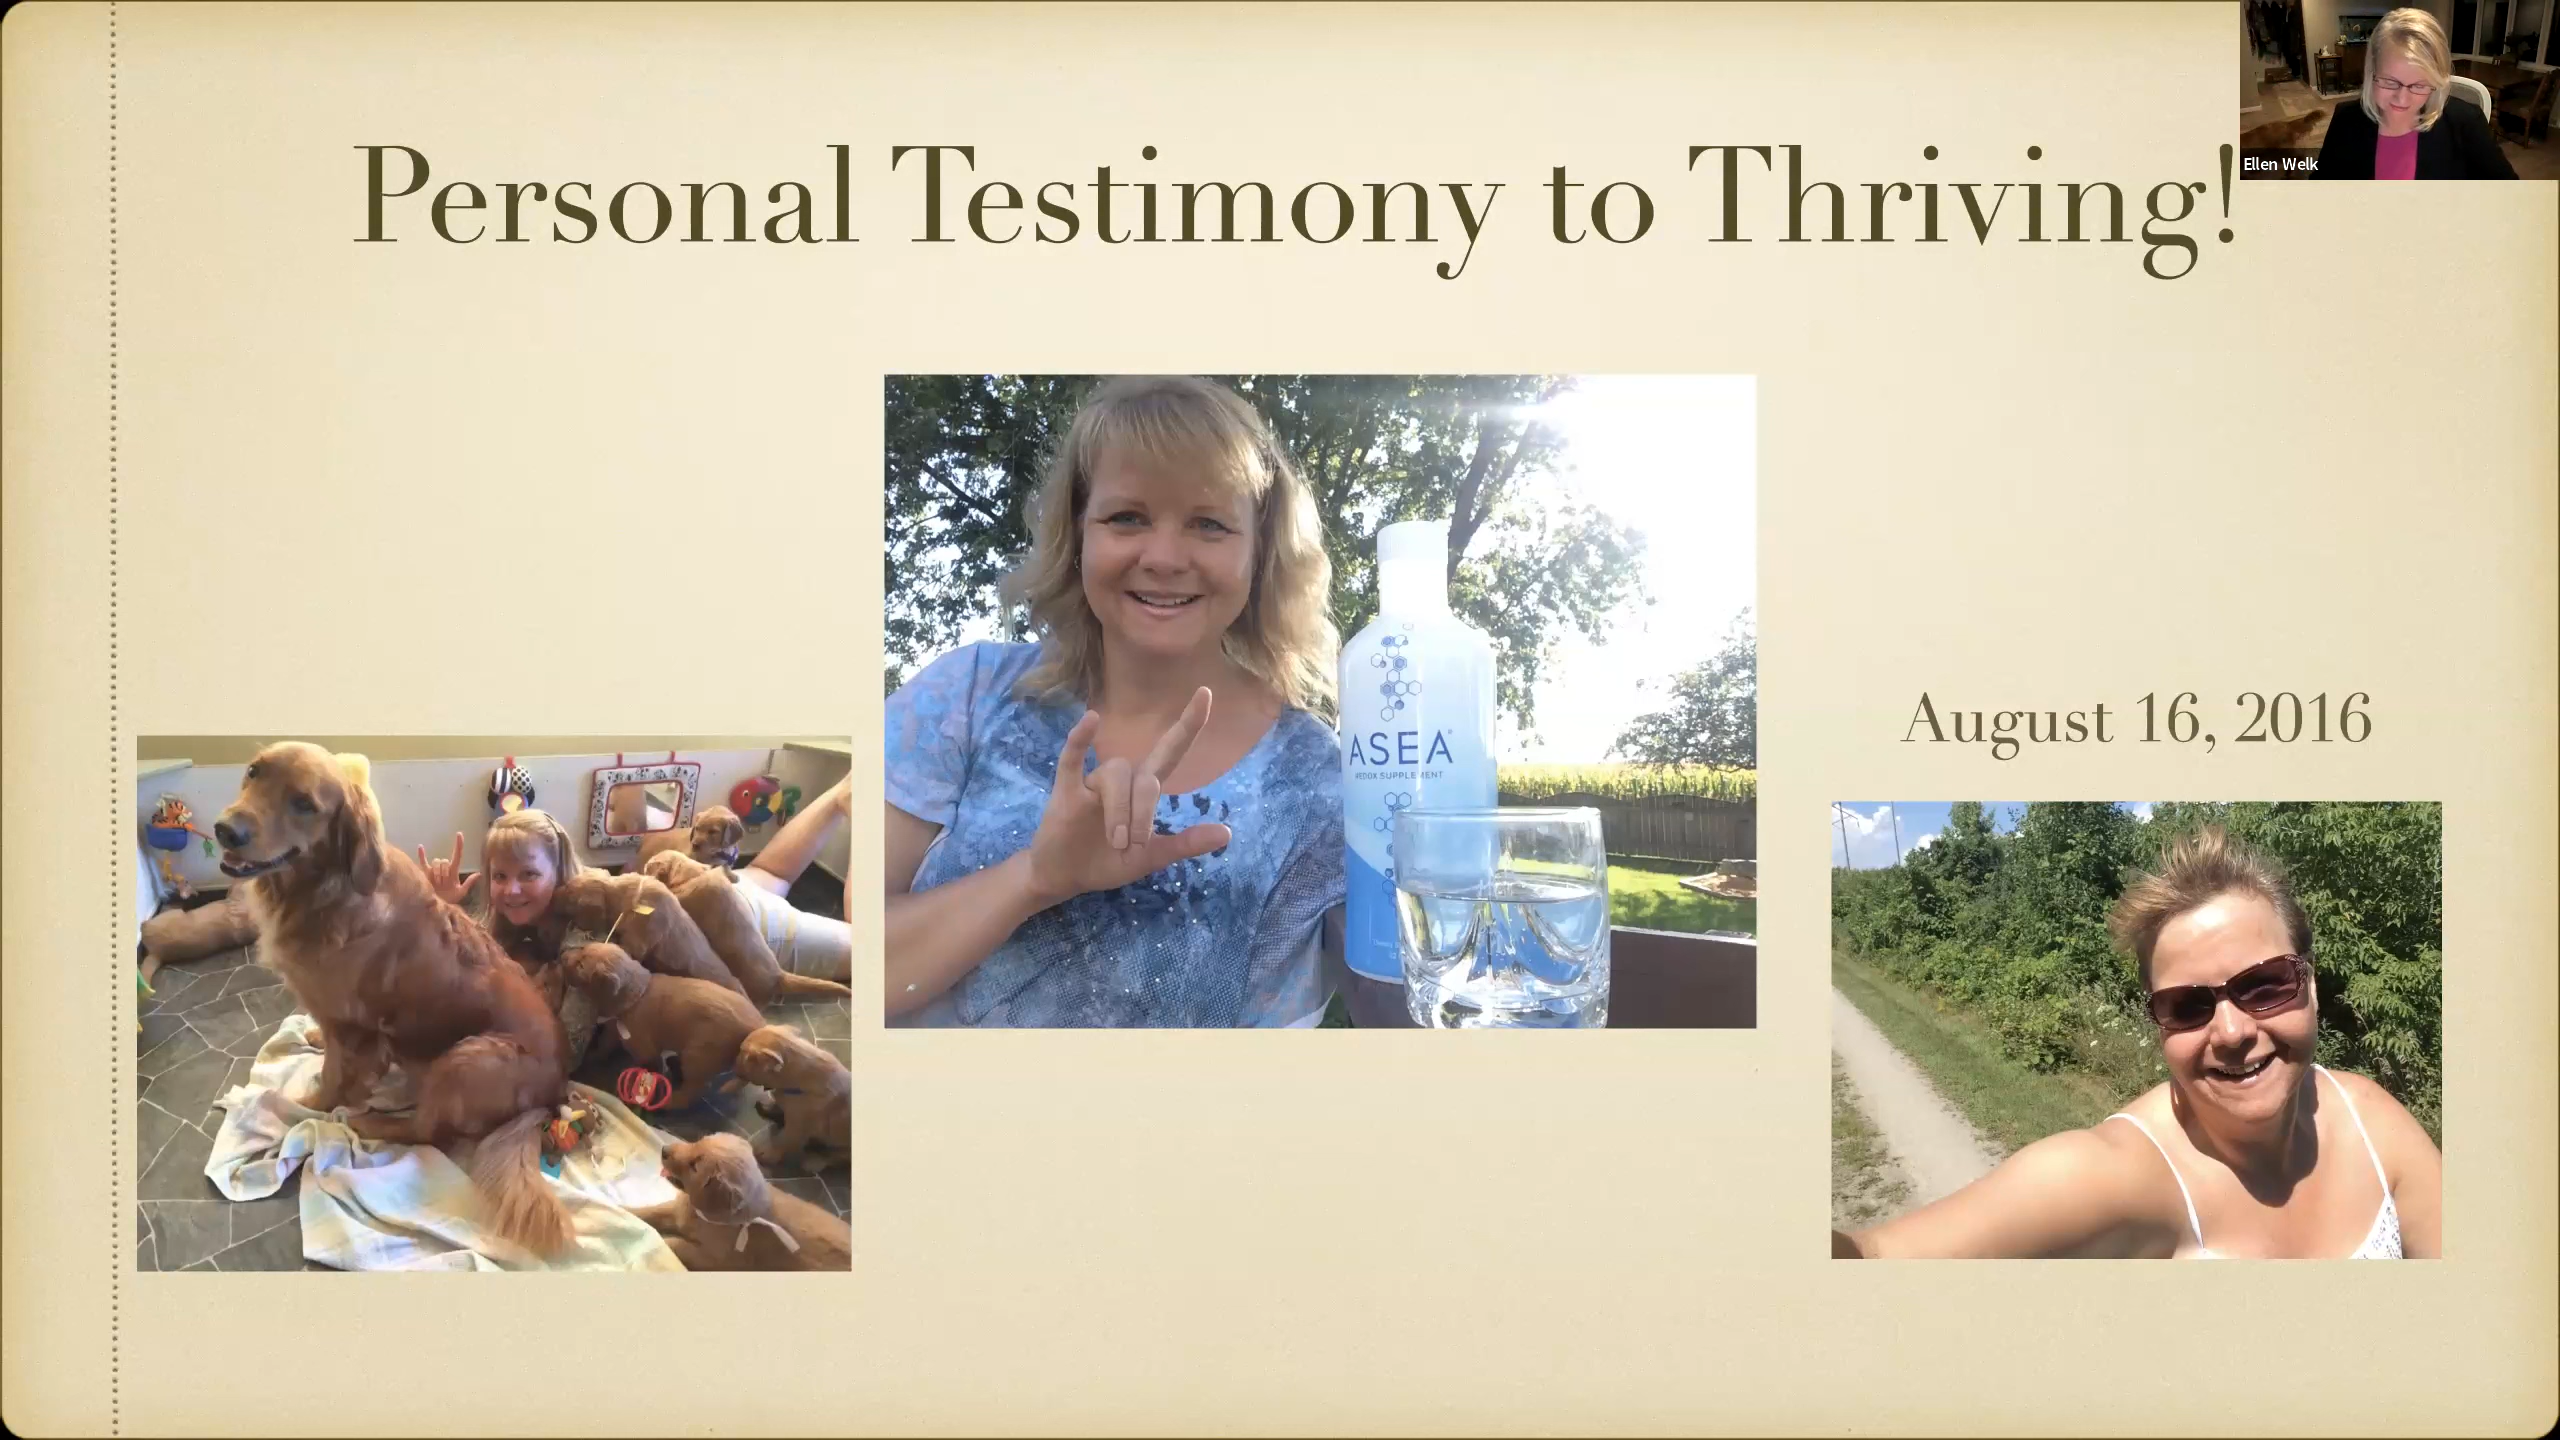 Ellen Welk
Personal Testimony to Thriving!
ASEA
REDOX SUPPLEMENT
August 16, 2016